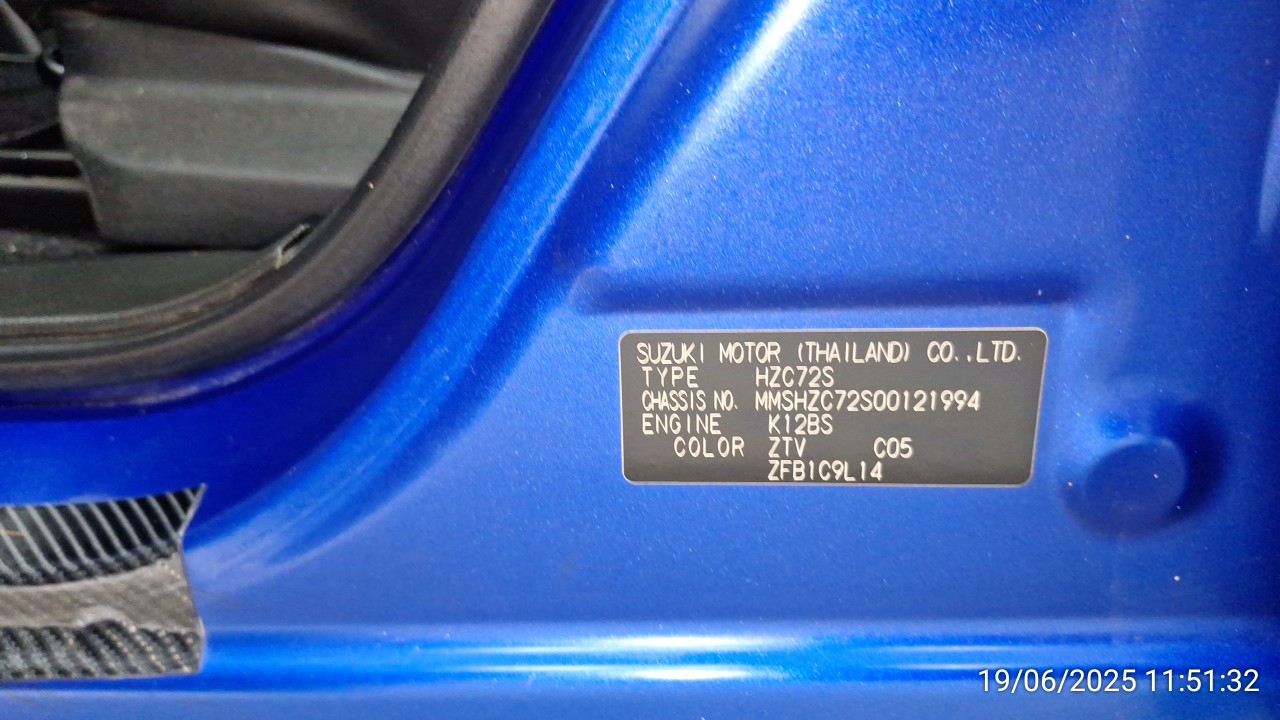 SUZUKI MOTOR (THAILAND) CO.,LTD.
TYPE HZC72S
CHASSIS NO. MMSHZC72S00121994
ENGINE K12BS
COLOR ZTV C05
ZFB1C9L14
19/06/2025 11:51:32